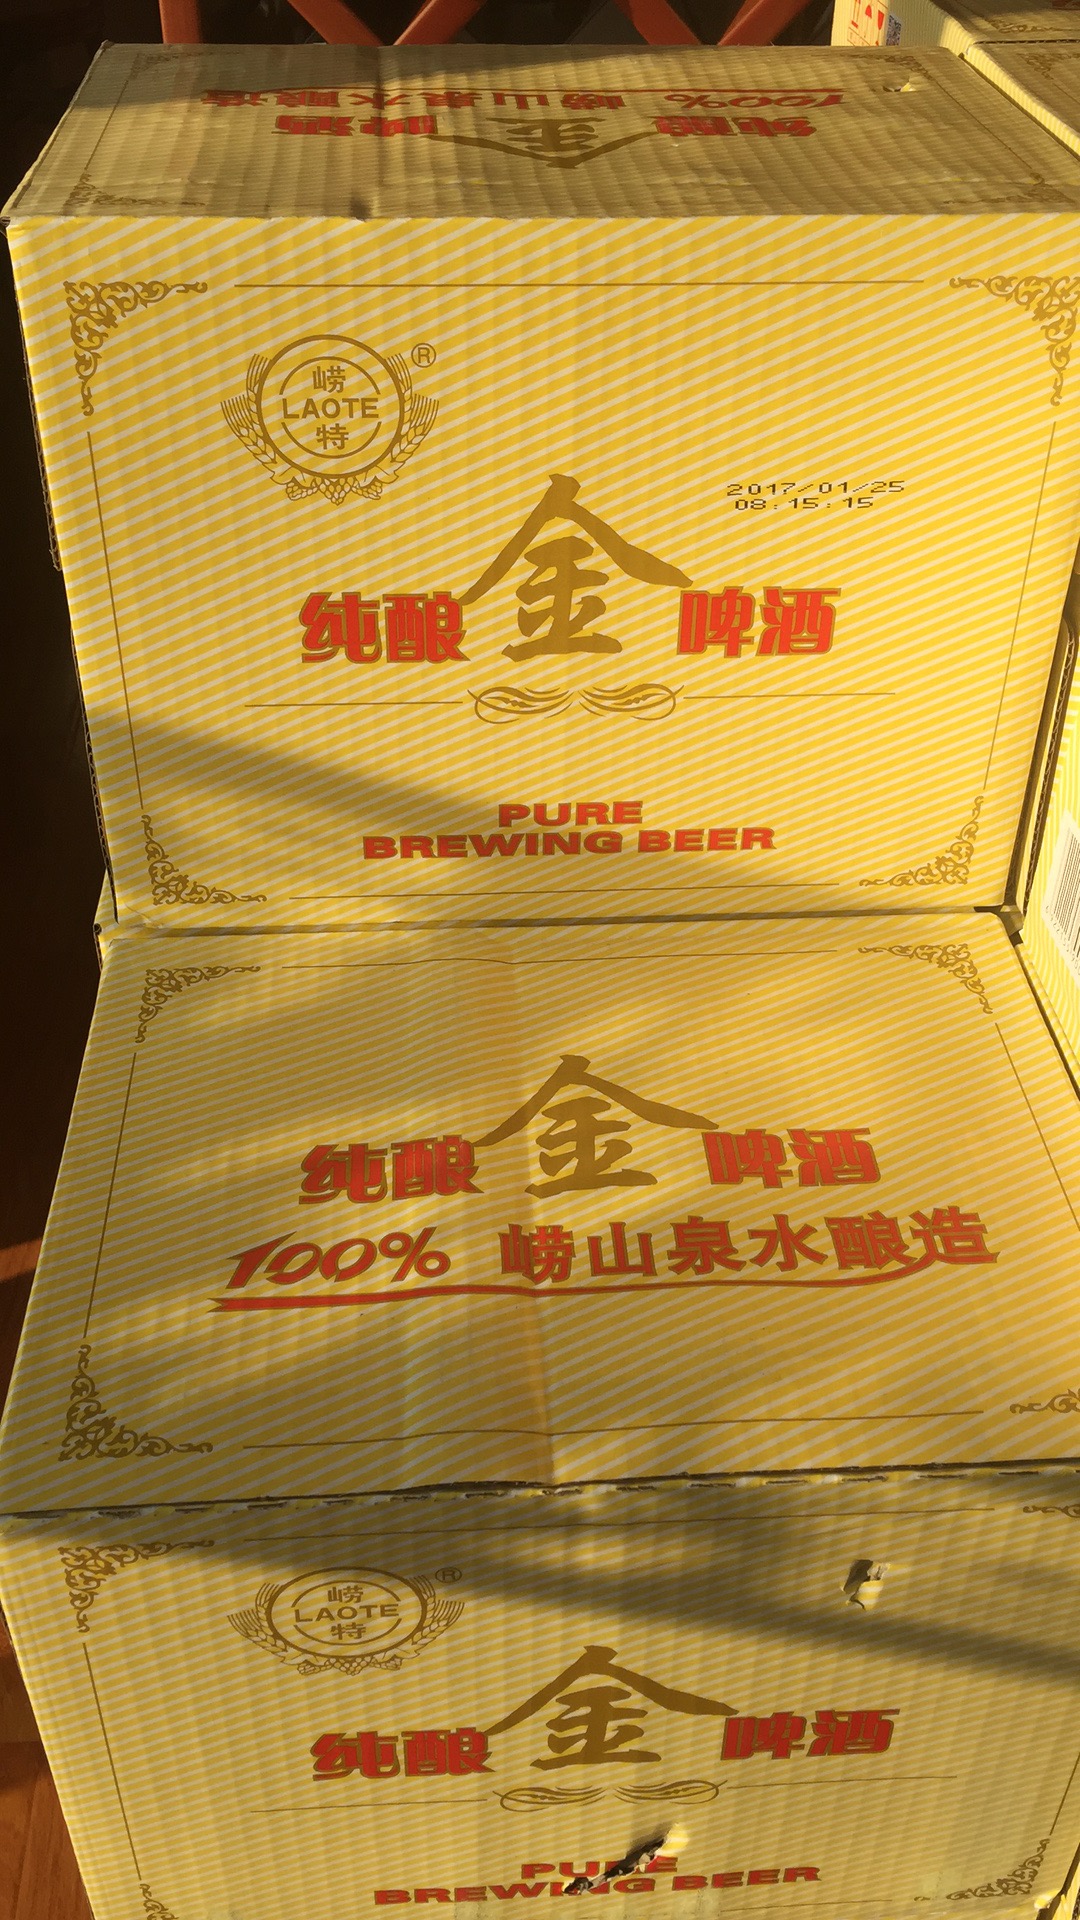 100% 崂山泉水酿造
纯酿金啤酒
崂
LAOTE
特
®
2017/01/25
08:15:15
纯酿金啤酒
PURE
BREWING BEER
纯酿金啤酒
100% 崂山泉水酿造
崂
LAOTE
特
®
纯酿金啤酒
PURE
BREWING BEER